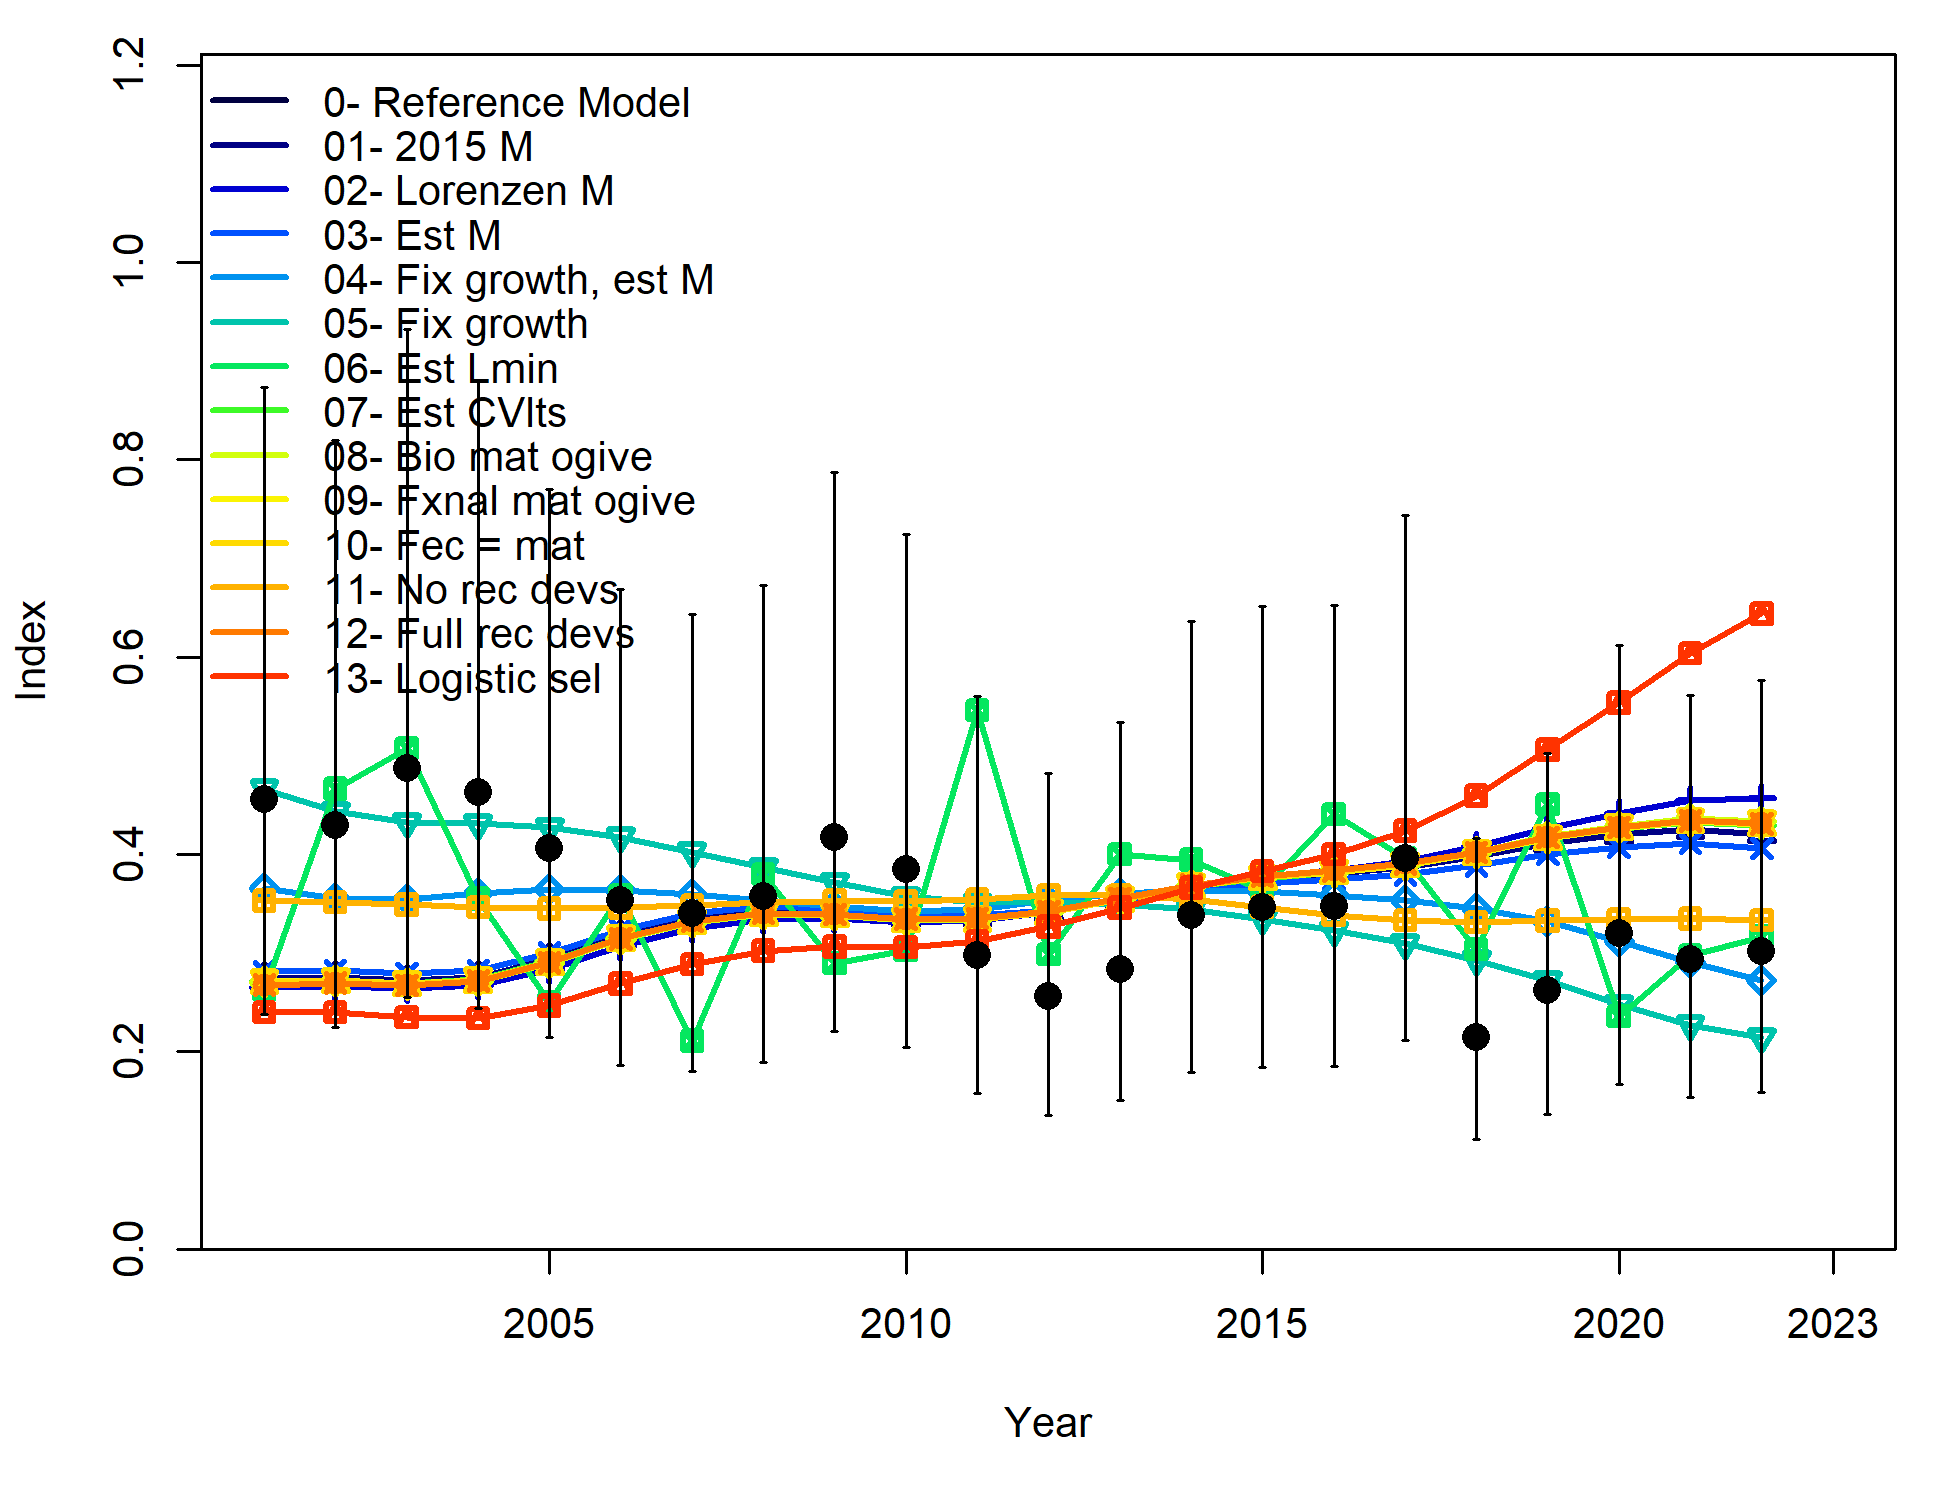 1.2
1.0
0.8
0.6
0.4
0.2
0.0
Index
0- Reference Model
01- 2015 M
02- Lorenzen M
03- Est M
04- Fix growth, est M
05- Fix growth
06- Est Lmin
07- Est CVlts
08- Bio mat ogive
09- Fxnal mat ogive
10- Fec = mat
11- No rec devs
12- Full rec devs
13- Logistic sel
2005 2010 2015 2020 2023
Year